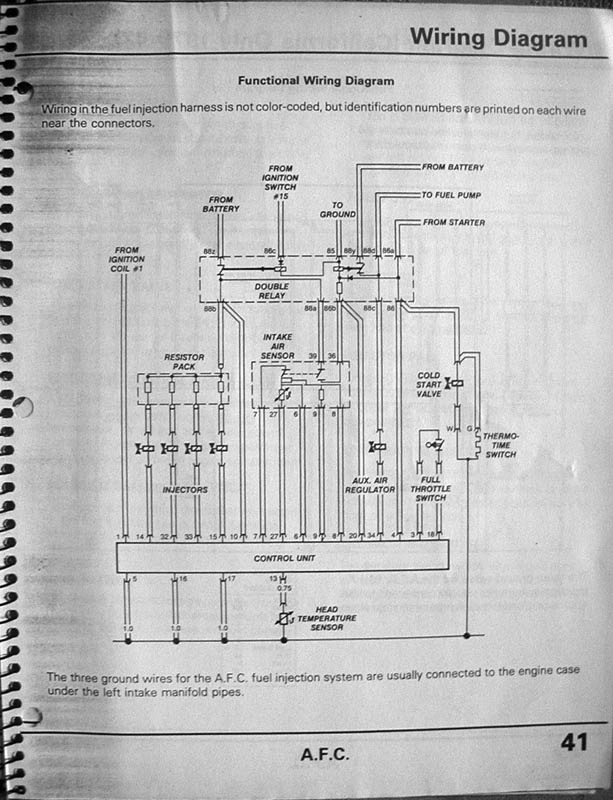 Wiring Diagram
Functional Wiring Diagram
Wiring in the fuel injection harness is not color-coded, but identification numbers are printed on each wire
near the connectors.
FROM BATTERY
FROM
IGNITION
SWITCH
#15
TO FUEL PUMP
FROM
BATTERY
TO
GROUND
FROM STARTER
FROM
IGNITION
COIL #1
88z 86c 85 88y 88d 86a
DOUBLE
RELAY
88b 88a 86b 88c 86
INTAKE
AIR
SENSOR 39 36
RESISTOR
PACK
COLD
START
VALVE
7 27 6 9 8
W G
THERMO-
TIME
SWITCH
INJECTORS
AUX. AIR
REGULATOR
FULL
THROTTLE
SWITCH
1 14 32 33 15 10 7 27 6 9 8 20 34 4 3 18
CONTROL UNIT
5 16 17 13
0.75
HEAD
TEMPERATURE
SENSOR
1.0 1.0 1.0
The three ground wires for the A.F.C. fuel injection system are usually connected to the engine case
under the left intake manifold pipes.
A.F.C.
41